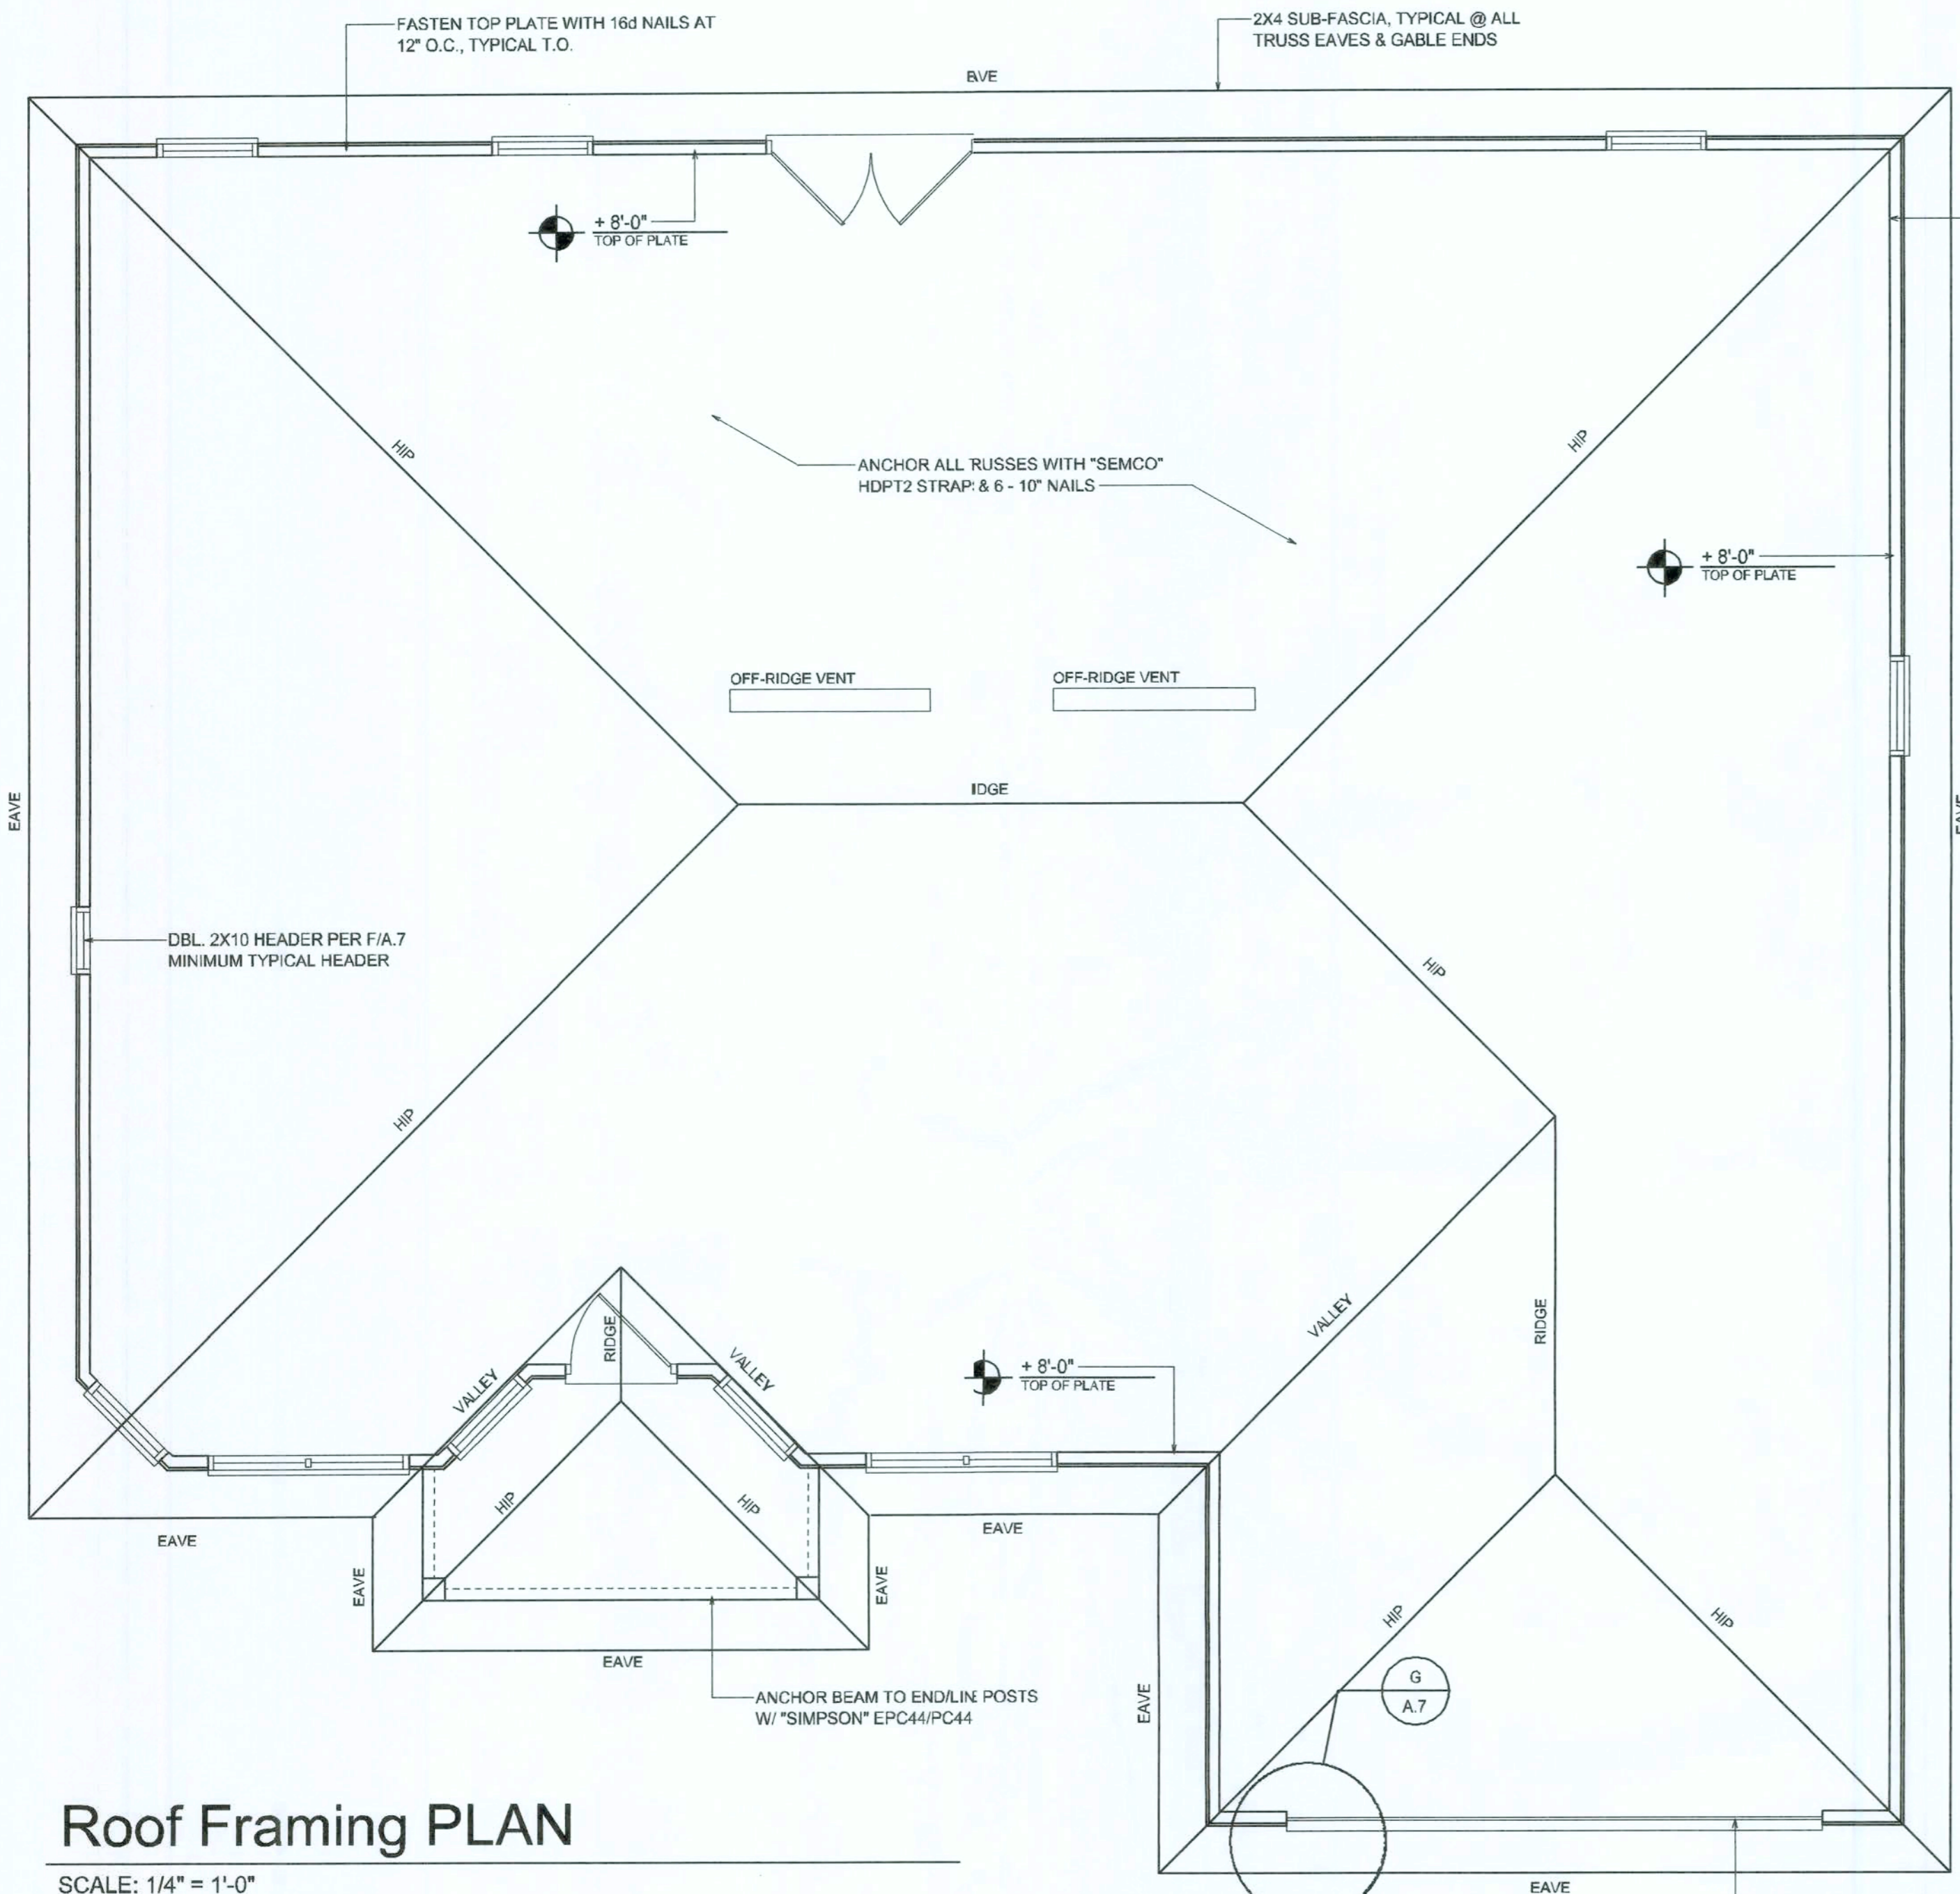 FASTEN TOP PLATE WITH 16d NAILS AT
12" O.C., TYPICAL T.O.
2X4 SUB-FASCIA, TYPICAL @ ALL
TRUSS EAVES & GABLE ENDS
EAVE
+ 8'-0"
TOP OF PLATE
HIP
HIP
ANCHOR ALL TRUSSES WITH "SEMCO"
HDPT2 STRAP: & 6 - 10" NAILS
+ 8'-0"
TOP OF PLATE
OFF-RIDGE VENT
OFF-RIDGE VENT
IDGE
EAVE
EAVE
DBL. 2X10 HEADER PER F/A.7
MINIMUM TYPICAL HEADER
HIP
HIP
RIDGE
VALLEY
RIDGE
VALLEY
VALLEY
+ 8'-0"
TOP OF PLATE
HIP
HIP
EAVE
EAVE
EAVE
EAVE
EAVE
HIP
HIP
G
A.7
EAVE
ANCHOR BEAM TO END/LINE POSTS
W/ "SIMPSON" EPC44/PC44
Roof Framing PLAN
SCALE: 1/4" = 1'-0"
EAVE